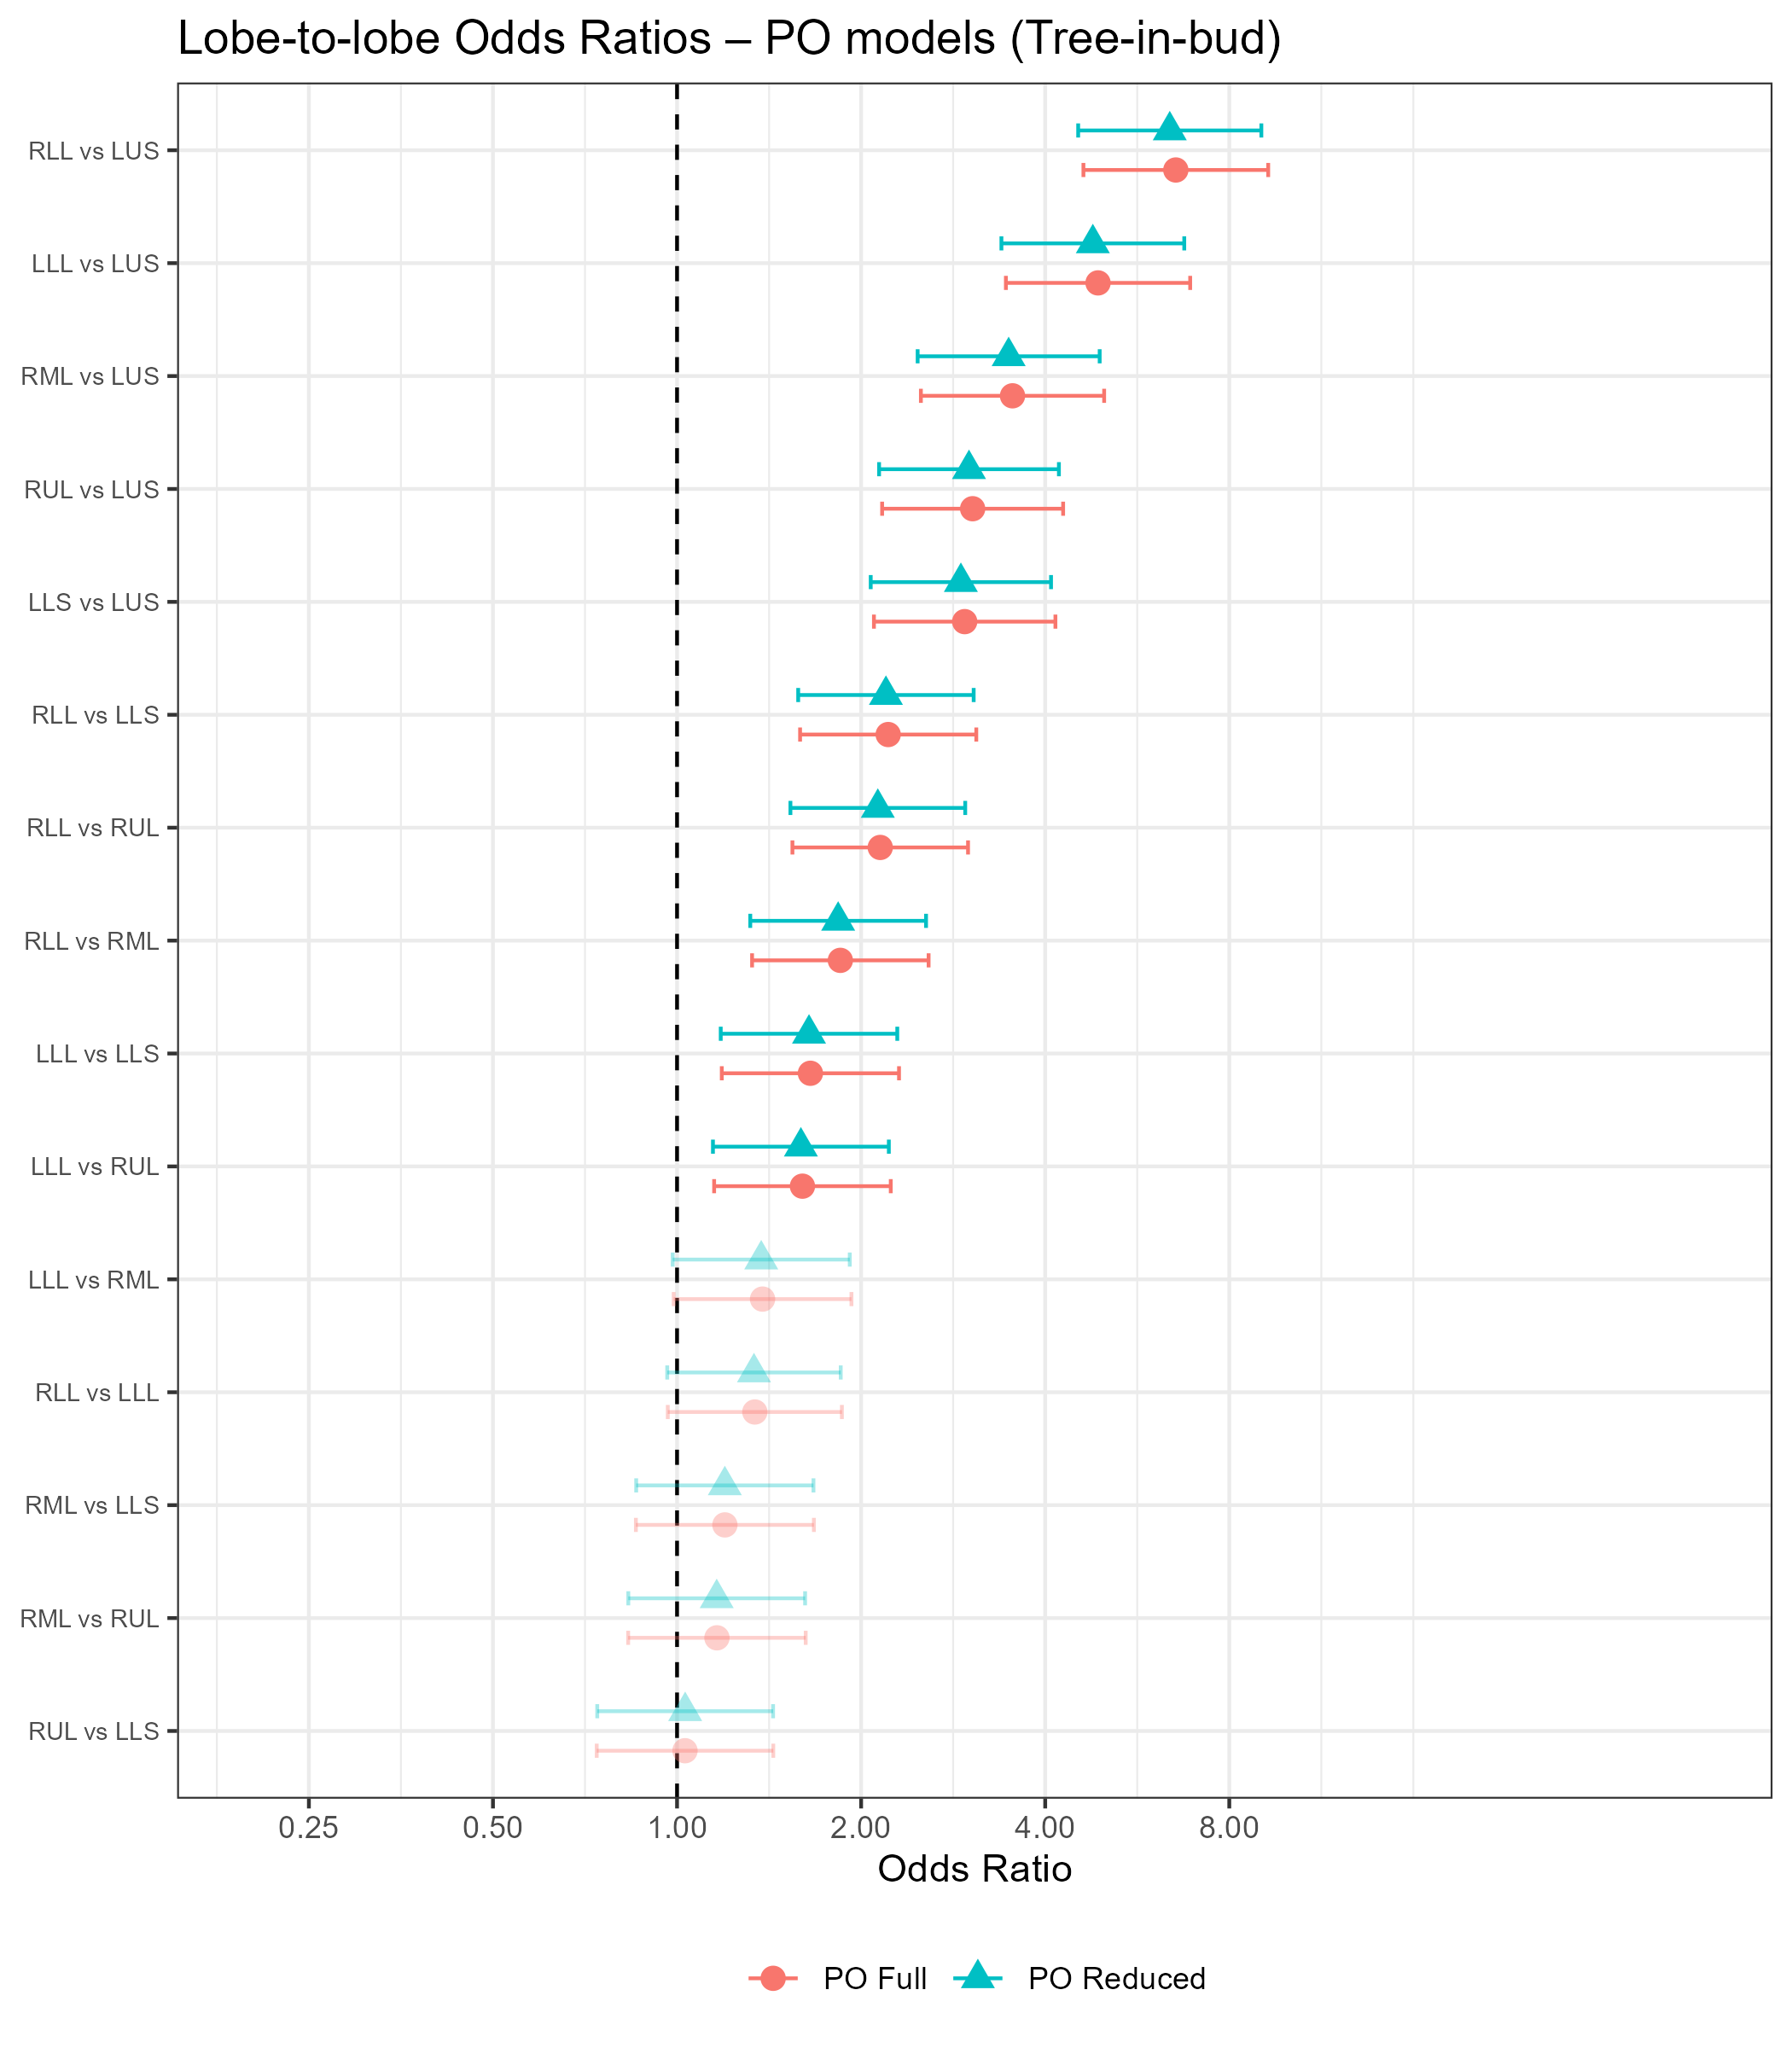 Lobe-to-lobe Odds Ratios – PO models (Tree-in-bud)
RLL vs LUS
LLL vs LUS
RML vs LUS
RUL vs LUS
LLS vs LUS
RLL vs LLS
RLL vs RUL
RLL vs RML
LLL vs LLS
LLL vs RUL
LLL vs RML
RLL vs LLL
RML vs LLS
RML vs RUL
RUL vs LLS
0.25 0.50 1.00 2.00 4.00 8.00
Odds Ratio
PO Full PO Reduced